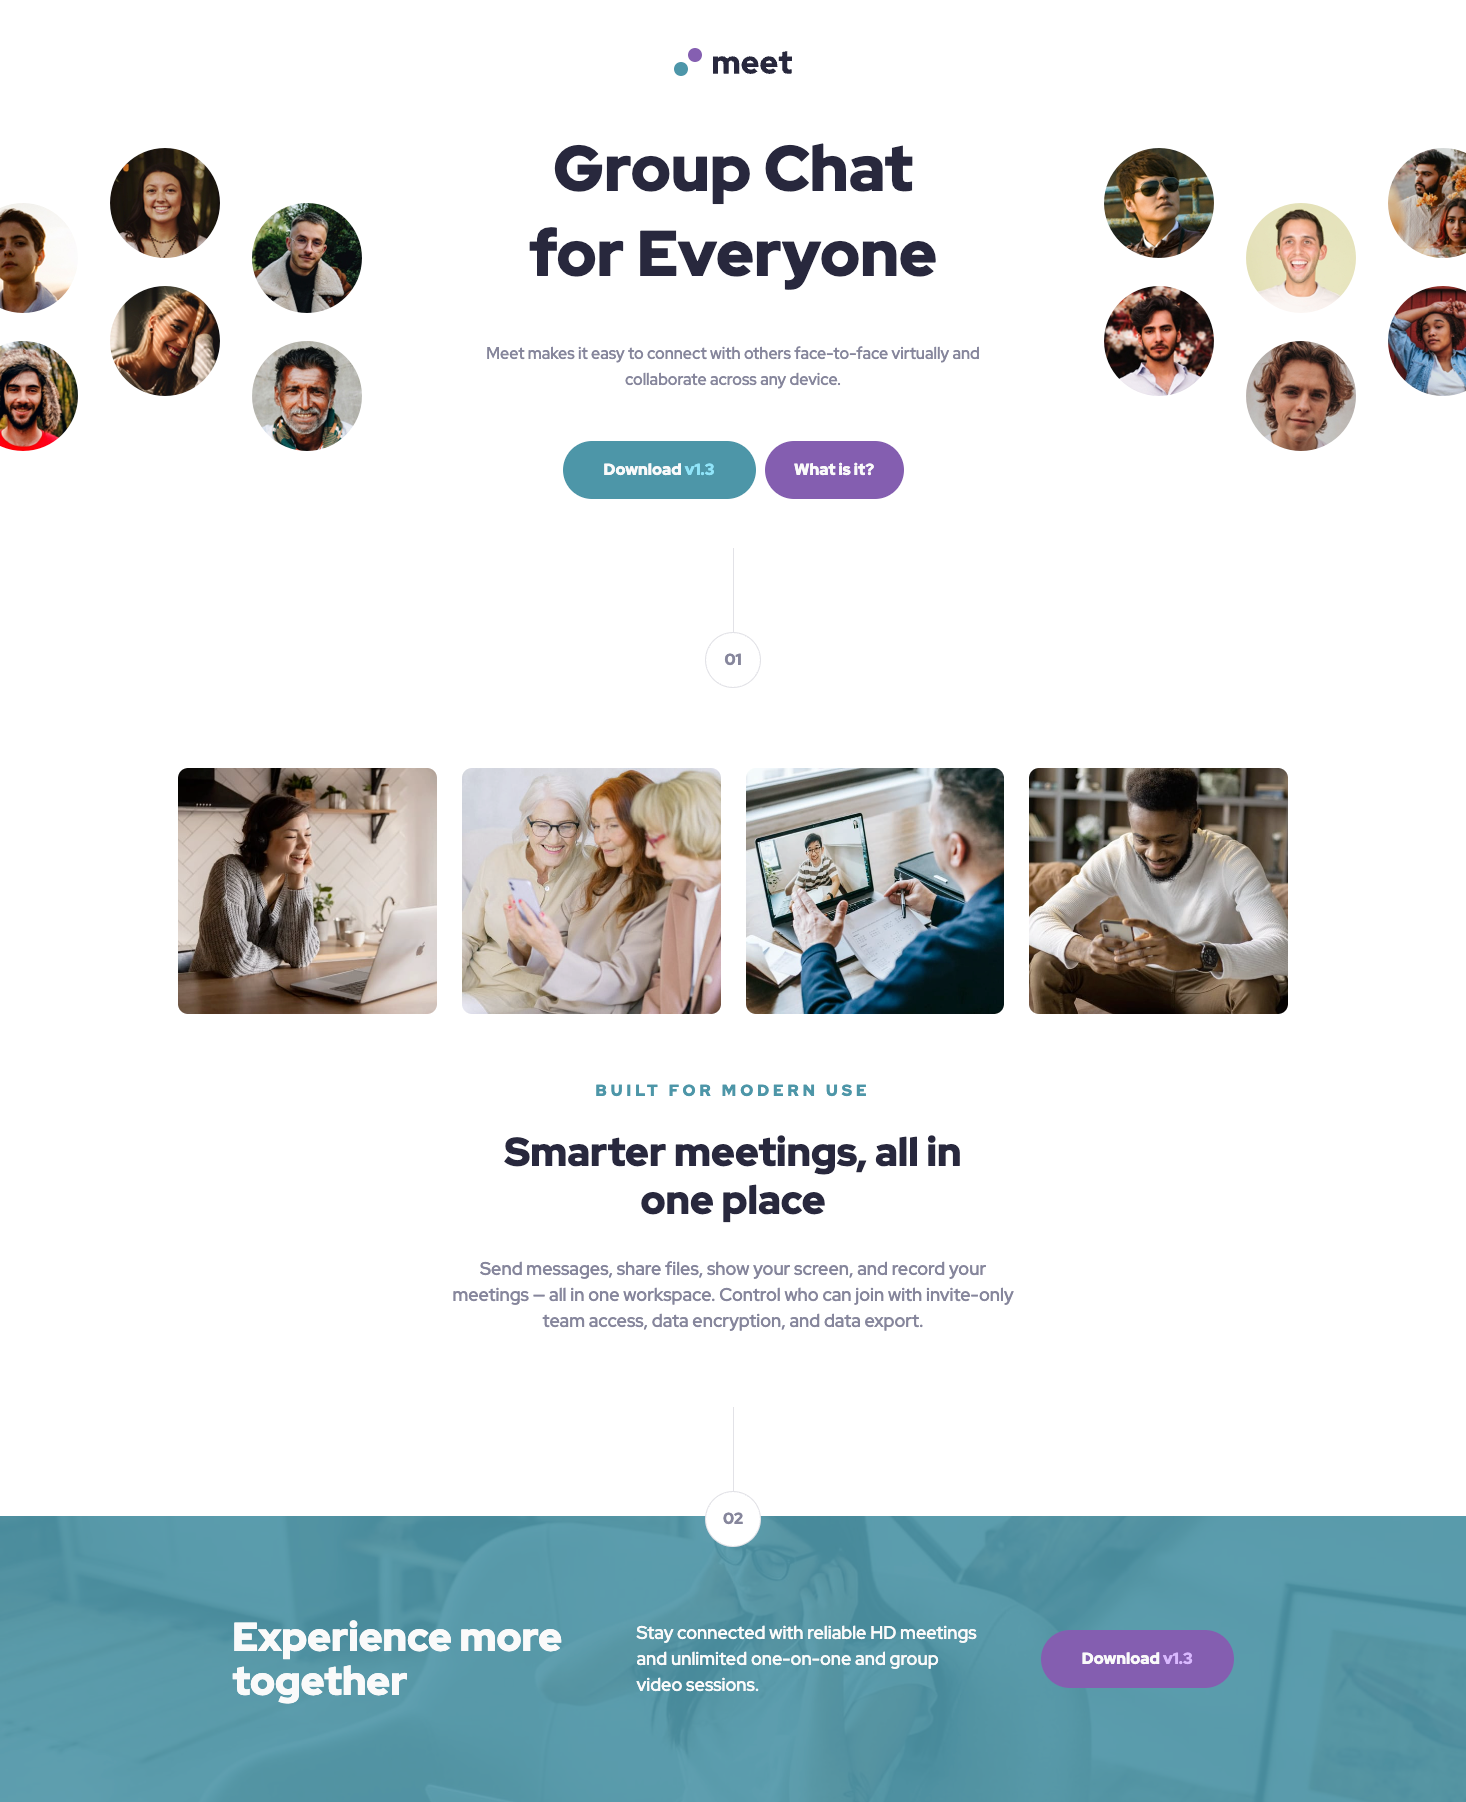 meet
Group Chat
for Everyone
Meet makes it easy to connect with others face-to-face virtually and
collaborate across any device.
Download v1.3
What is it?
01
BUILT FOR MODERN USE
Smarter meetings, all in
one place
Send messages, share files, show your screen, and record your
meetings — all in one workspace. Control who can join with invite-only
team access, data encryption, and data export.
02
Experience more
together
Stay connected with reliable HD meetings
and unlimited one-on-one and group
video sessions.
Download v1.3